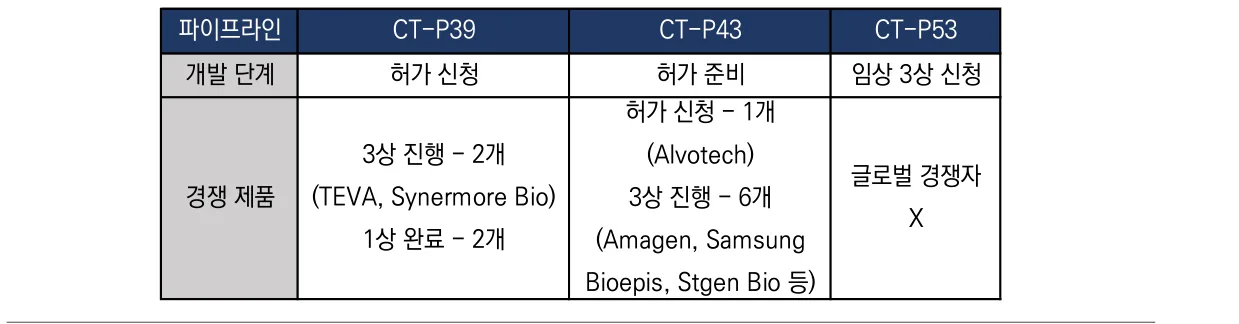 파이프라인 CT-P39 CT-P43 CT-P53
개발 단계 허가 신청 허가 준비 임상 3상 신청
경쟁 제품
3상 진행 - 2개
(TEVA, Synermore Bio)
1상 완료 - 2개
허가 신청 - 1개
(Alvotech)
3상 진행 - 6개
(Amagen, Samsung
Bioepis, Stgen Bio 등)
글로벌 경쟁자
X